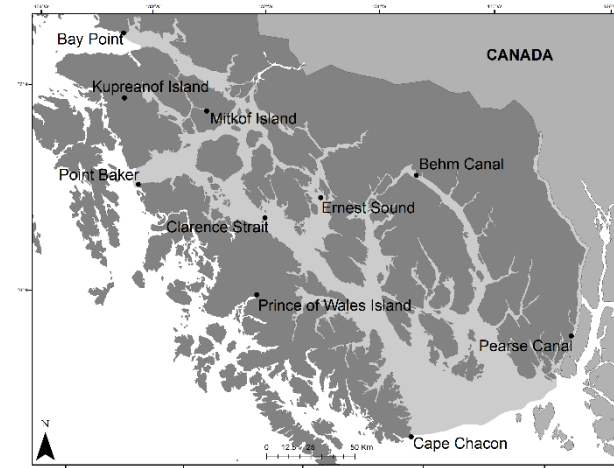 Bay Point
CANADA
Kupreanof Island
Mitkof Island
Behm Canal
Point Baker
Ernest Sound
Clarence Strait
Prince of Wales Island
Pearse Canal
Cape Chacon
N
0 12.5 25 50 Km